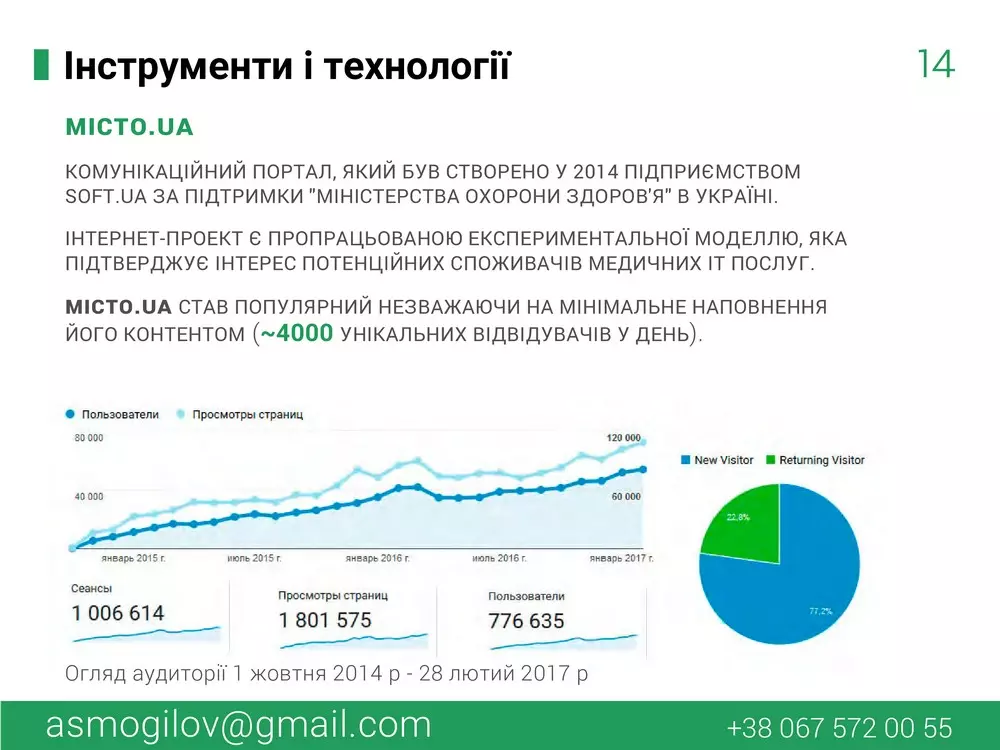 Інструменти і технології
14
МІСТО.UA
КОМУНІКАЦІЙНИЙ ПОРТАЛ, ЯКИЙ БУВ СТВОРЕНО У 2014 ПІДПРИЄМСТВОМ
SOFT.UA ЗА ПІДТРИМКИ "МІНІСТЕРСТВА ОХОРОНИ ЗДОРОВ'Я" В УКРАЇНІ.
ІНТЕРНЕТ-ПРОЕКТ Є ПРОПРАЦЬОВАНОЮ ЕКСПЕРИМЕНТАЛЬНОЇ МОДЕЛЛЮ, ЯКА
ПІДТВЕРДЖУЄ ІНТЕРЕС ПОТЕНЦІЙНИХ СПОЖИВАЧІВ МЕДИЧНИХ ІТ ПОСЛУГ.
МІСТО.UA СТАВ ПОПУЛЯРНИЙ НЕЗВАЖАЮЧИ НА МІНІМАЛЬНЕ НАПОВНЕННЯ
ЙОГО КОНТЕНТОМ (~4000 УНІКАЛЬНИХ ВІДВІДУВАЧІВ У ДЕНЬ).
Пользователи Просмотры страниц
80 000 120 000
40 000 60 000
январь 2015 г. июль 2015 г. январь 2016 г. июль 2016 г. январь 2017 г.
New Visitor Returning Visitor
22,8%
77,2%
Сеансы
1 006 614
Просмотры страниц
1 801 575
Пользователи
776 635
Огляд аудиторії 1 жовтня 2014 р - 28 лютий 2017 р
asmogilov@gmail.com
+38 067 572 00 55